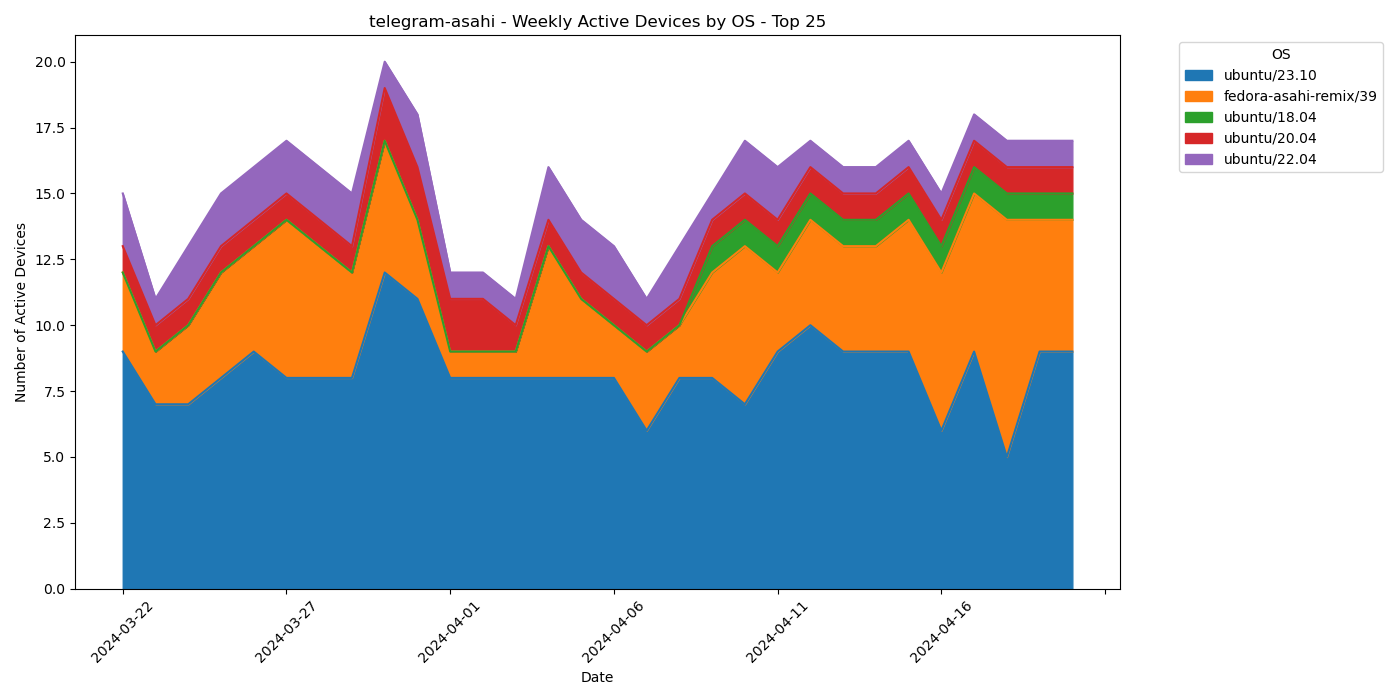 telegram-asahi - Weekly Active Devices by OS - Top 25
OS
ubuntu/23.10
fedora-asahi-remix/39
ubuntu/18.04
ubuntu/20.04
ubuntu/22.04
Number of Active Devices
20.0
17.5
15.0
12.5
10.0
7.5
5.0
2.5
0.0
2024-03-22
2024-03-27
2024-04-01
2024-04-06
2024-04-11
2024-04-16
Date